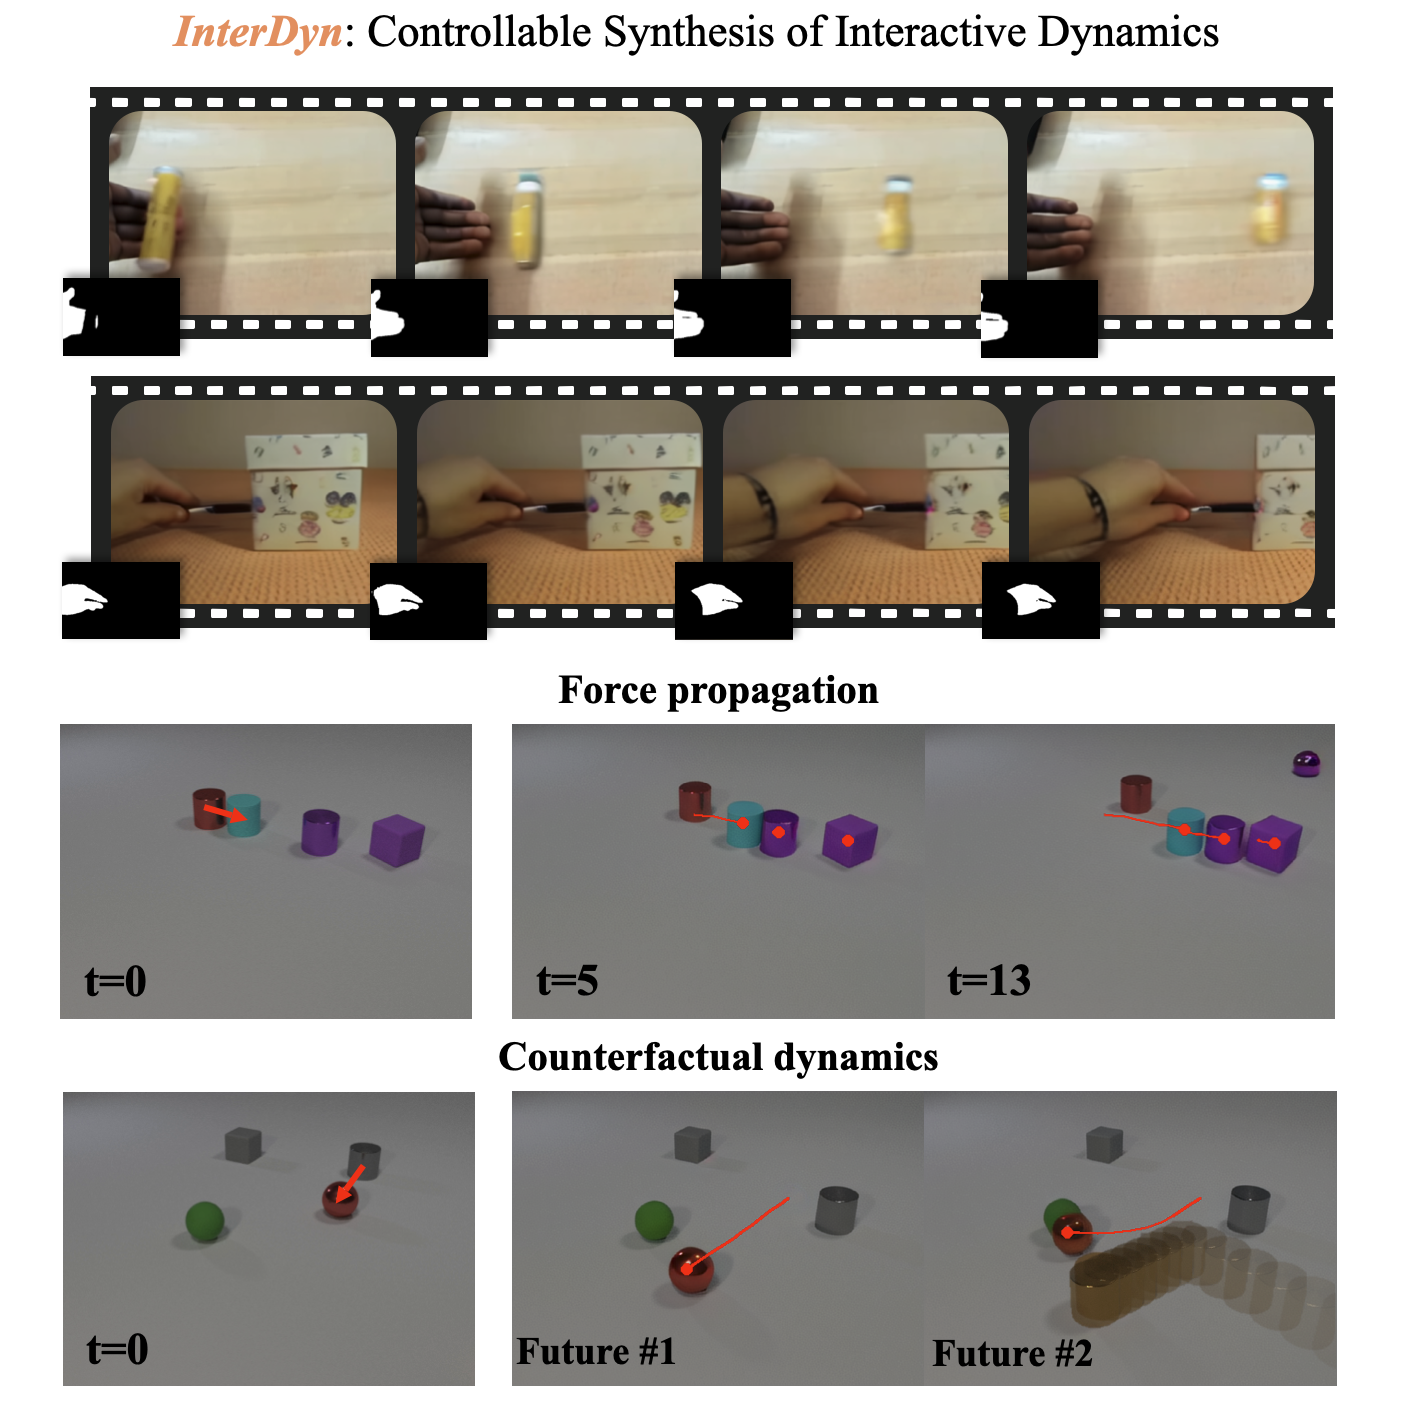 InterDyn: Controllable Synthesis of Interactive Dynamics
Force propagation
t=0
t=5
t=13
Counterfactual dynamics
t=0
Future #1
Future #2